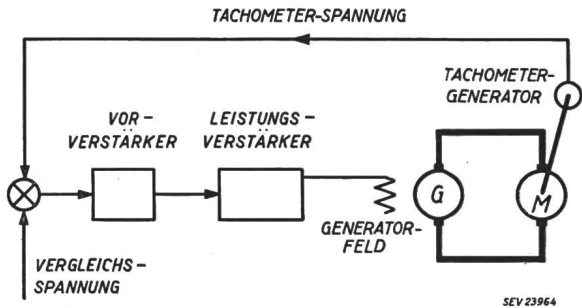 TACHOMETER-SPANNUNG
TACHOMETER-
GENERATOR
VOR-
VERSTÄRKER
LEISTUNGS-
VERSTÄRKER
G
M
GENERATOR-
FELD
VERGLEICHS-
SPANNUNG
SEV 23964